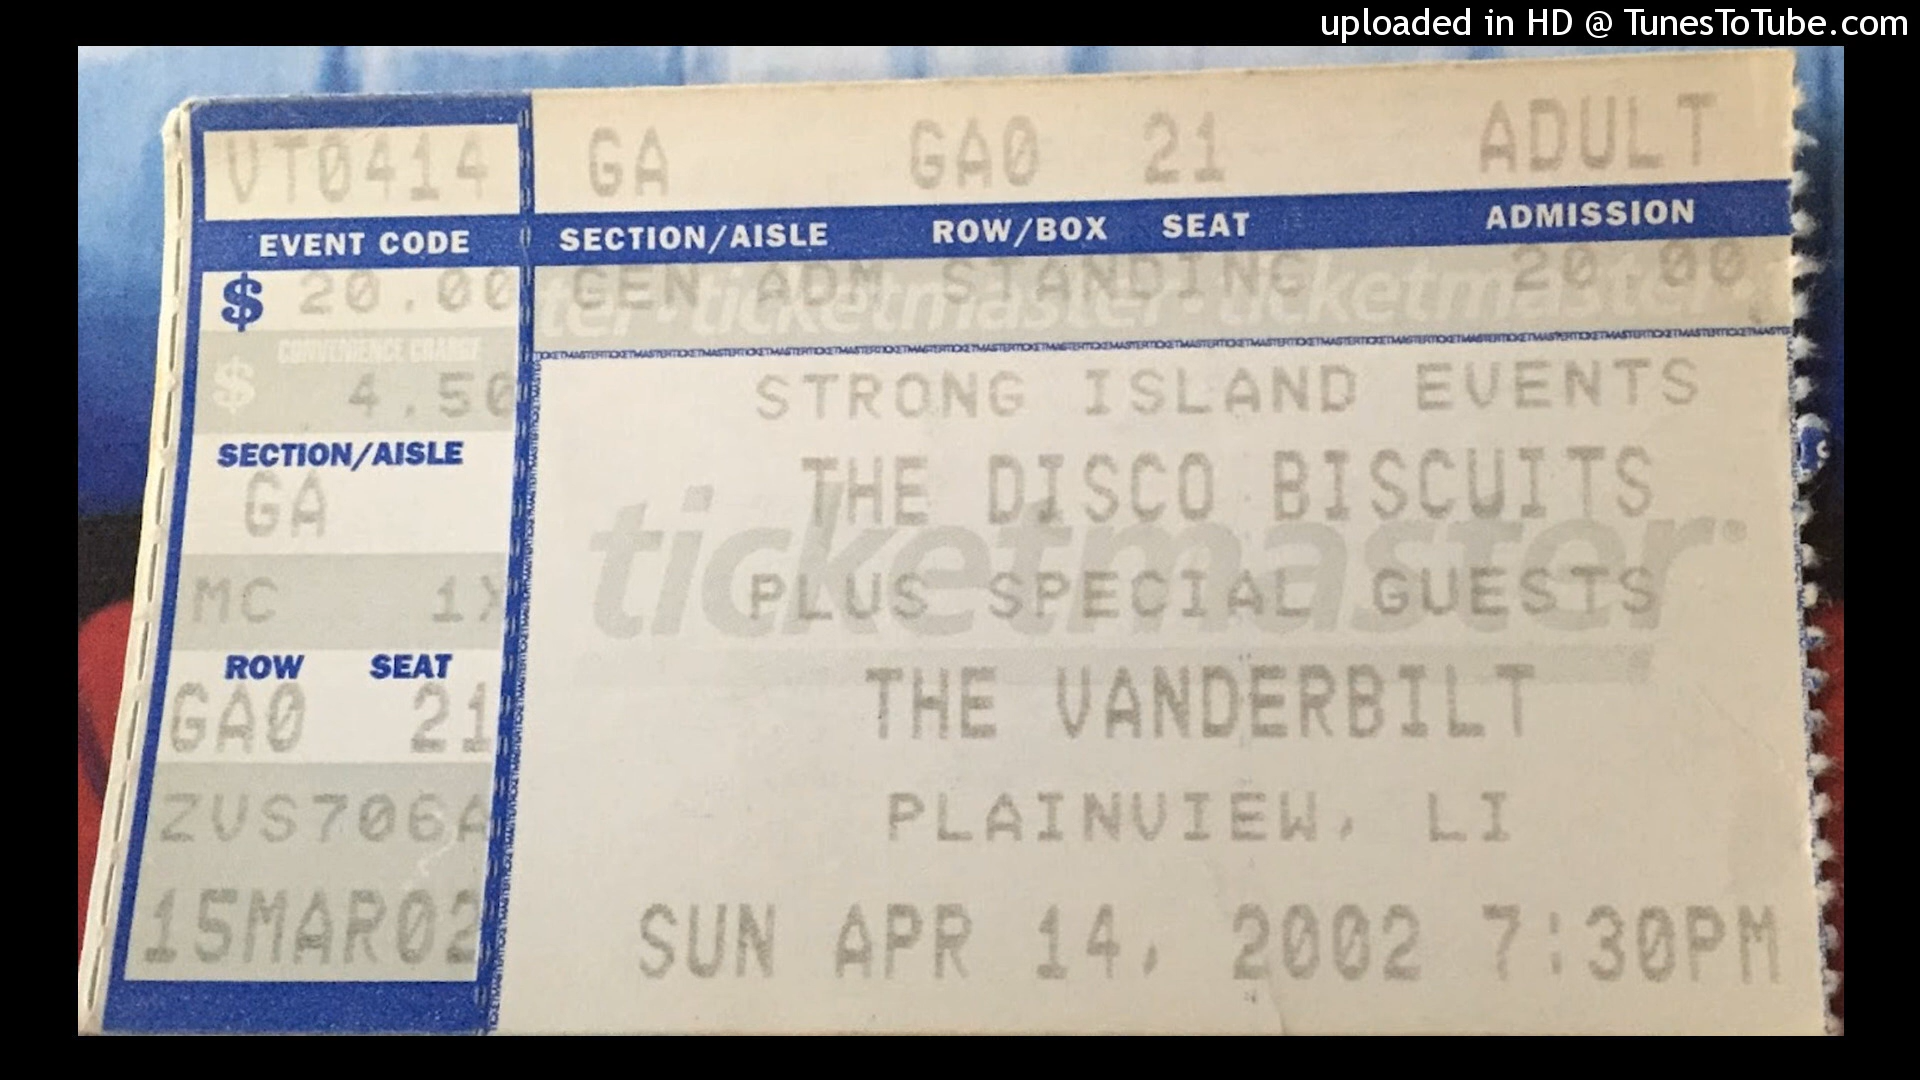 uploaded in HD @ TunesToTube.com
VT0414 GA GA0 21 ADULT
EVENT CODE SECTION/AISLE ROW/BOX SEAT ADMISSION
$ 20.00 GEN ADM STANDING 20.00
ticketmaster ticketmaster
CONVENIENCE CHARGE
$ 4.50
STRONG ISLAND EVENTS
SECTION/AISLE
GA
THE DISCO BISCUITS
ticketmaster
MC 1X
PLUS SPECIAL GUESTS
ROW SEAT
GA0 21
THE VANDERBILT
ZVS706A
PLAINVIEW, LI
15MAR02
SUN APR 14, 2002 7:30PM